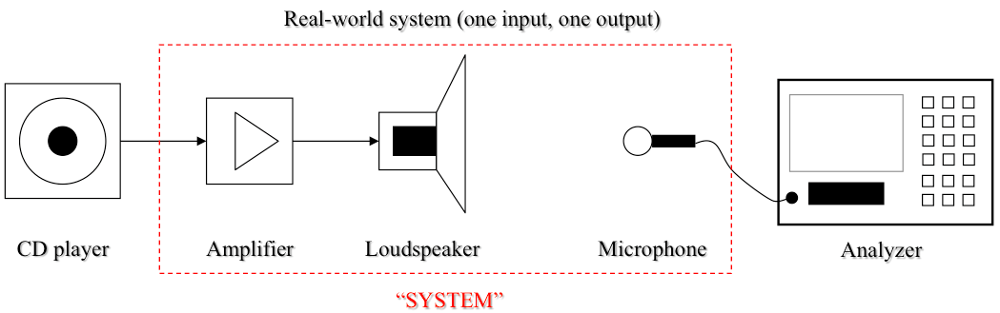 Real-world system (one input, one output)
CD player
Amplifier
Loudspeaker
Microphone
Analyzer
“SYSTEM”